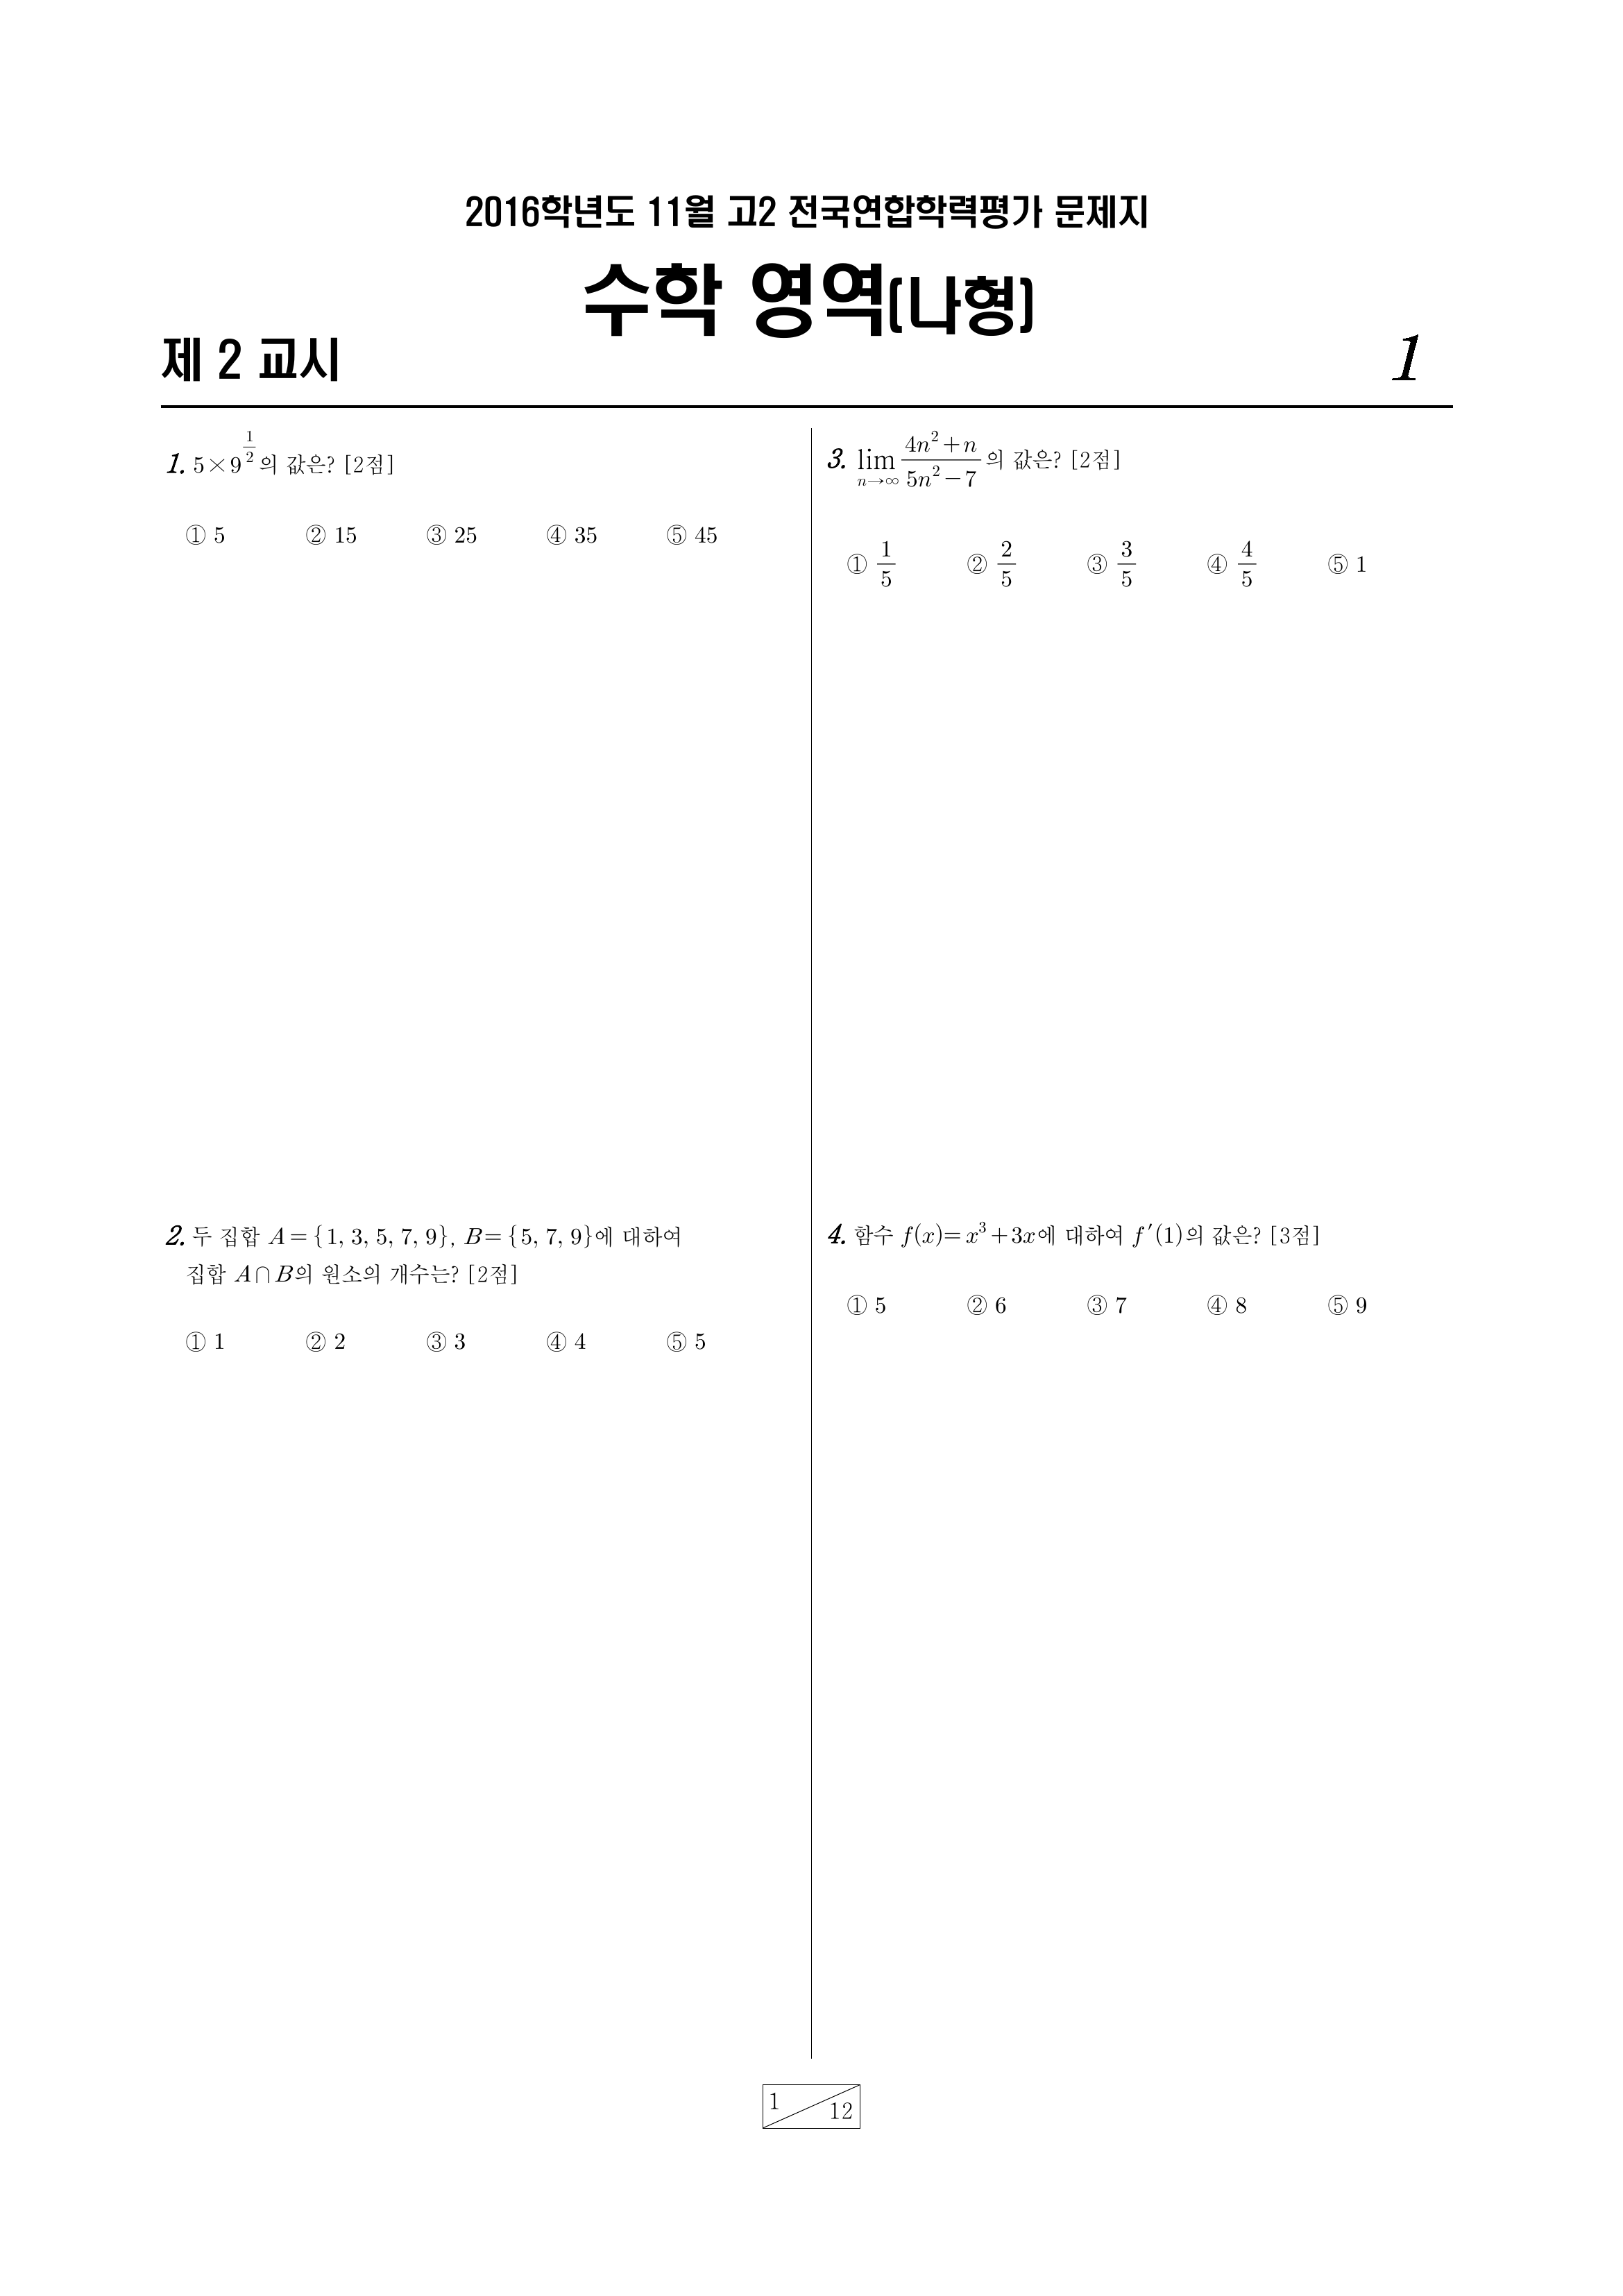 2016학년도 11월 고2 전국연합학력평가 문제지
수학 영역(나형)
제 2 교시
1
1. 5×9^{\frac{1}{2}}의 값은? [2점]
① 5 ② 15 ③ 25 ④ 35 ⑤ 45
2. 두 집합 A={1, 3, 5, 7, 9}, B={5, 7, 9}에 대하여
집합 A∩B의 원소의 개수는? [2점]
① 1 ② 2 ③ 3 ④ 4 ⑤ 5
3. \lim_{n→∞} \frac{4n^2+n}{5n^2-7}의 값은? [2점]
① \frac{1}{5} ② \frac{2}{5} ③ \frac{3}{5} ④ \frac{4}{5} ⑤ 1
4. 함수 f(x)=x^3+3x에 대하여 f′(1)의 값은? [3점]
① 5 ② 6 ③ 7 ④ 8 ⑤ 9
1
12